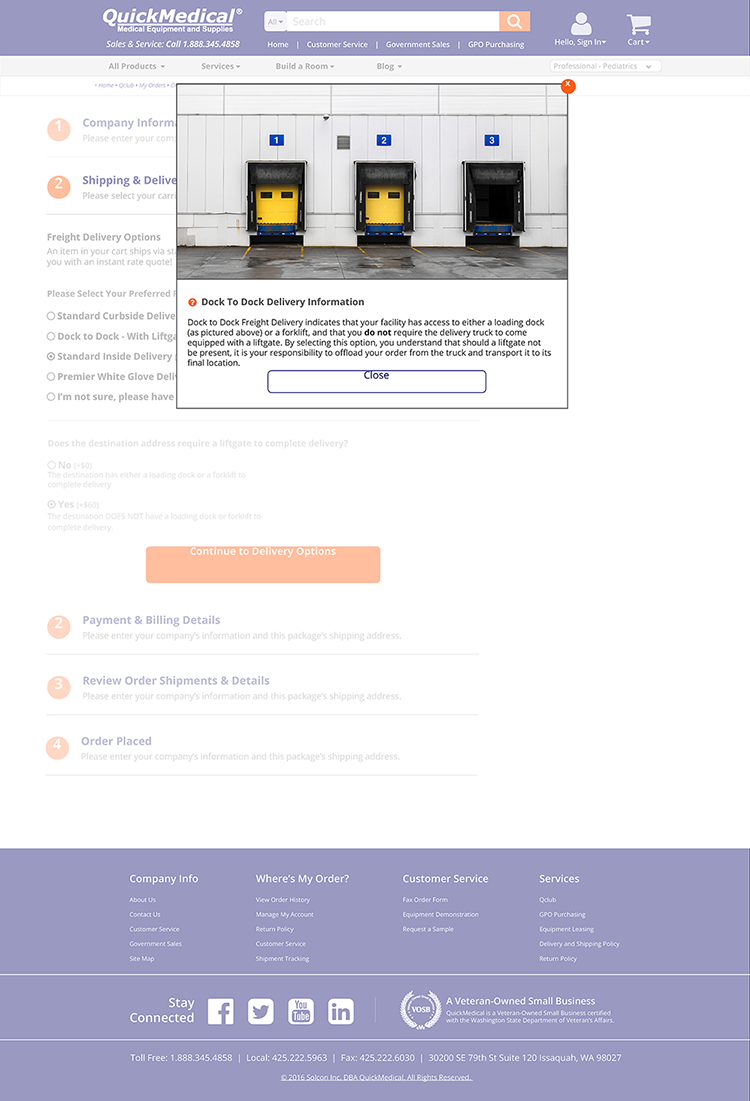 QuickMedical®
Medical Equipment and Supplies
Sales & Service: Call 1.888.345.4858
All
Search
Home | Customer Service | Government Sales | GPO Purchasing
Hello, Sign In
Cart
All Products
Services
Build a Room
Blog
Professional - Pediatrics
• Home • Qclub • My Orders •
X
1
2
3
1
Company Informa
Please enter your com
2
Shipping & Delive
Please select your carr
Freight Delivery Options
An item in your cart ships via st
you with an instant rate quote!
Please Select Your Preferred F
Standard Curbside Delive
Dock to Dock - With Liftga
Standard Inside Delivery
Premier White Glove Deli
I'm not sure, please have
? Dock To Dock Delivery Information
Dock to Dock Freight Delivery indicates that your facility has access to either a loading dock
(as pictured above) or a forklift, and that you do not require the delivery truck to come
equipped with a liftgate. By selecting this option, you understand that should a liftgate not
be present, it is your responsibility to offload your order from the truck and transport it to its
final location.
Close
Does the destination address require a liftgate to complete delivery?
No (+$0)
The destination has either a loading dock or a forklift to
complete delivery
Yes (+$60)
The destination DOES NOT have a loading dock or forklift to
complete delivery.
Continue to Delivery Options
2
Payment & Billing Details
Please enter your company's information and this package's shipping address.
3
Review Order Shipments & Details
Please enter your company's information and this package's shipping address.
4
Order Placed
Please enter your company's information and this package's shipping address.
Company Info
About Us
Contact Us
Customer Service
Government Sales
Site Map
Where's My Order?
View Order History
Manage My Account
Return Policy
Customer Service
Shipment Tracking
Customer Service
Fax Order Form
Equipment Demonstration
Request a Sample
Services
Qclub
GPO Purchasing
Equipment Leasing
Delivery and Shipping Policy
Return Policy
Stay
Connected
You
Tube
in
VOSB
A Veteran-Owned Small Business
QuickMedical is a Veteran-Owned Small Business certified
with the Washington State Department of Veteran's Affairs.
Toll Free: 1.888.345.4858 | Local: 425.222.5963 | Fax: 425.222.6030 | 30200 SE 79th St Suite 120 Issaquah, WA 98027
© 2016 Solcon Inc. DBA QuickMedical. All Rights Reserved.